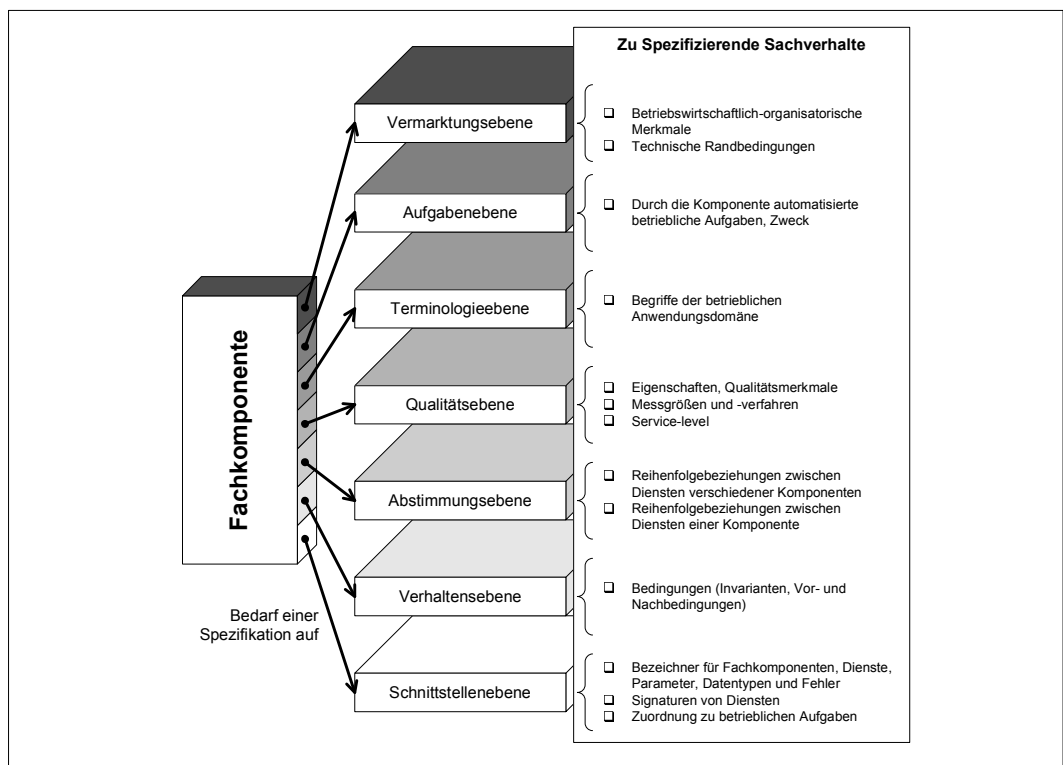 Zu Spezifizierende Sachverhalte
Vermarktungsebene
Betriebswirtschaftlich-organisatorische
Merkmale
Technische Randbedingungen
Aufgabenebene
Durch die Komponente automatisierte
betriebliche Aufgaben, Zweck
Terminologieebene
Begriffe der betrieblichen
Anwendungsdomäne
Fachkomponente
Qualitätsebene
Eigenschaften, Qualitätsmerkmale
Messgrößen und -verfahren
Service-level
Abstimmungsebene
Reihenfolgebeziehungen zwischen
Diensten verschiedener Komponenten
Reihenfolgebeziehungen zwischen
Diensten einer Komponente
Verhaltensebene
Bedingungen (Invarianten, Vor- und
Nachbedingungen)
Bedarf einer
Spezifikation auf
Schnittstellenebene
Bezeichner für Fachkomponenten, Dienste,
Parameter, Datentypen und Fehler
Signaturen von Diensten
Zuordnung zu betrieblichen Aufgaben